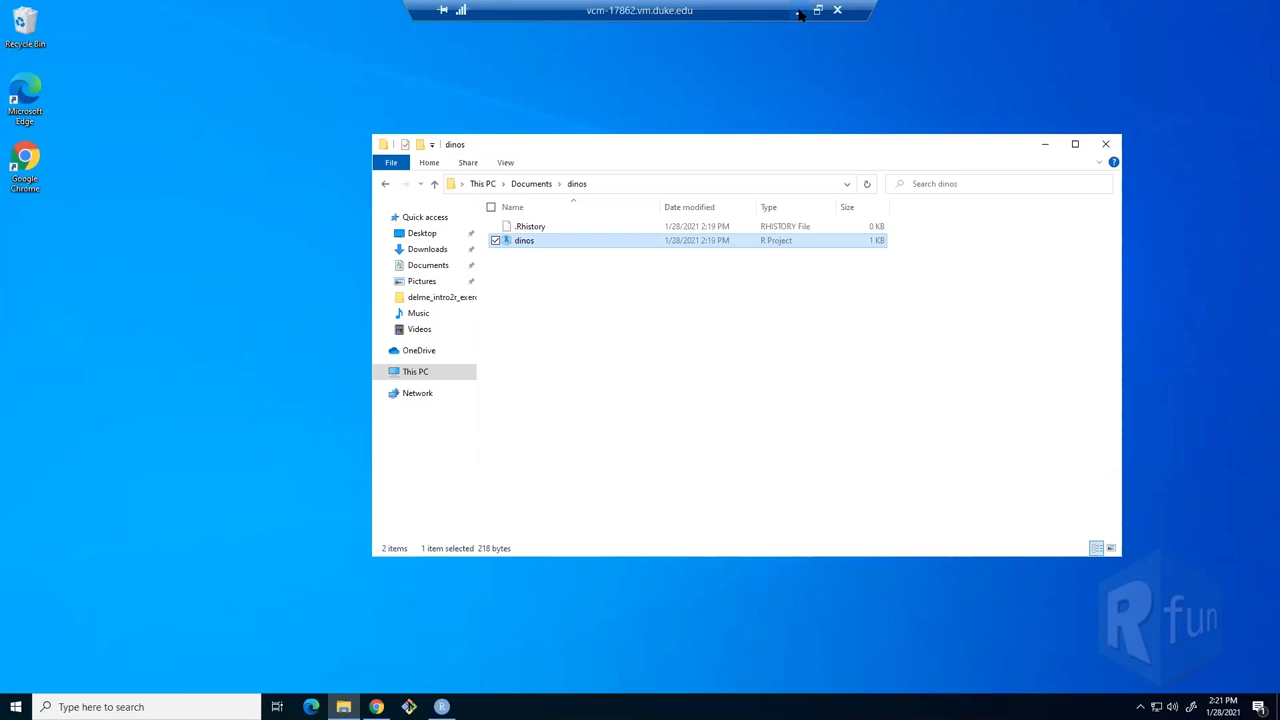 vcm-17862.vm.duke.edu
Recycle Bin
Microsoft
Edge
Google
Chrome
dinos
File Home Share View
This PC Documents dinos
Search dinos
Name Date modified Type Size
.Rhistory 1/28/2021 2:19 PM RHISTORY File 0 KB
dinos 1/28/2021 2:19 PM R Project 1 KB
Quick access
Desktop
Downloads
Documents
Pictures
delme_intro2r_exerc
Music
Videos
OneDrive
This PC
Network
2 items 1 item selected 218 bytes
R fun
Type here to search
2:21 PM
1/28/2021